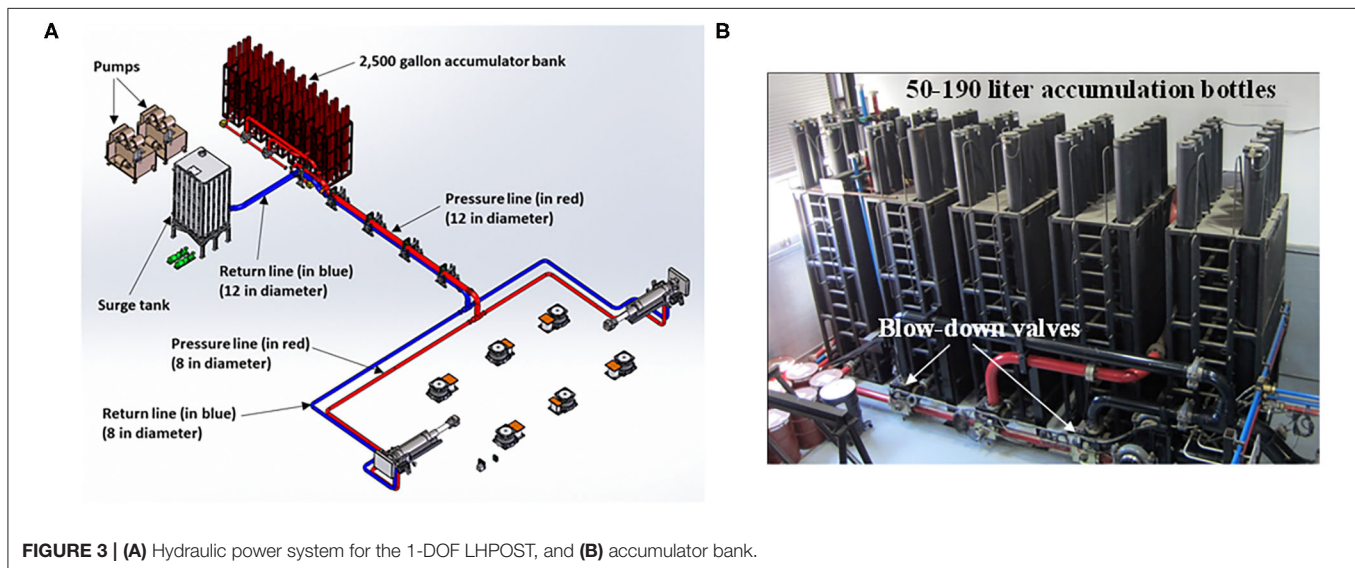 A
Pumps
2,500 gallon accumulator bank
Pressure line (in red)
(12 in diameter)
Return line (in blue)
(12 in diameter)
Surge tank
Pressure line (in red)
(8 in diameter)
Return line (in blue)
(8 in diameter)
B
50-190 liter accumulation bottles
Blow-down valves
FIGURE 3 | (A) Hydraulic power system for the 1-DOF LHPOST, and (B) accumulator bank.